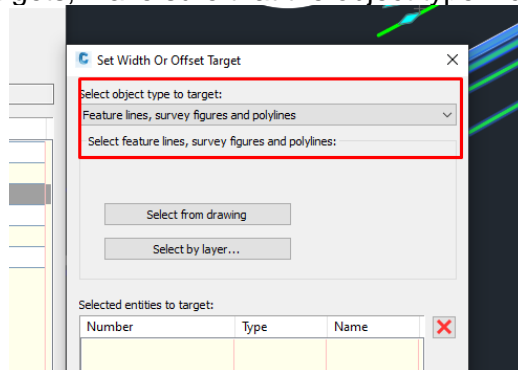 Set Width Or Offset Target
Select object type to target:
Feature lines, survey figures and polylines
Select feature lines, survey figures and polylines:
Select from drawing
Select by layer...
Selected entities to target:
Number Type Name